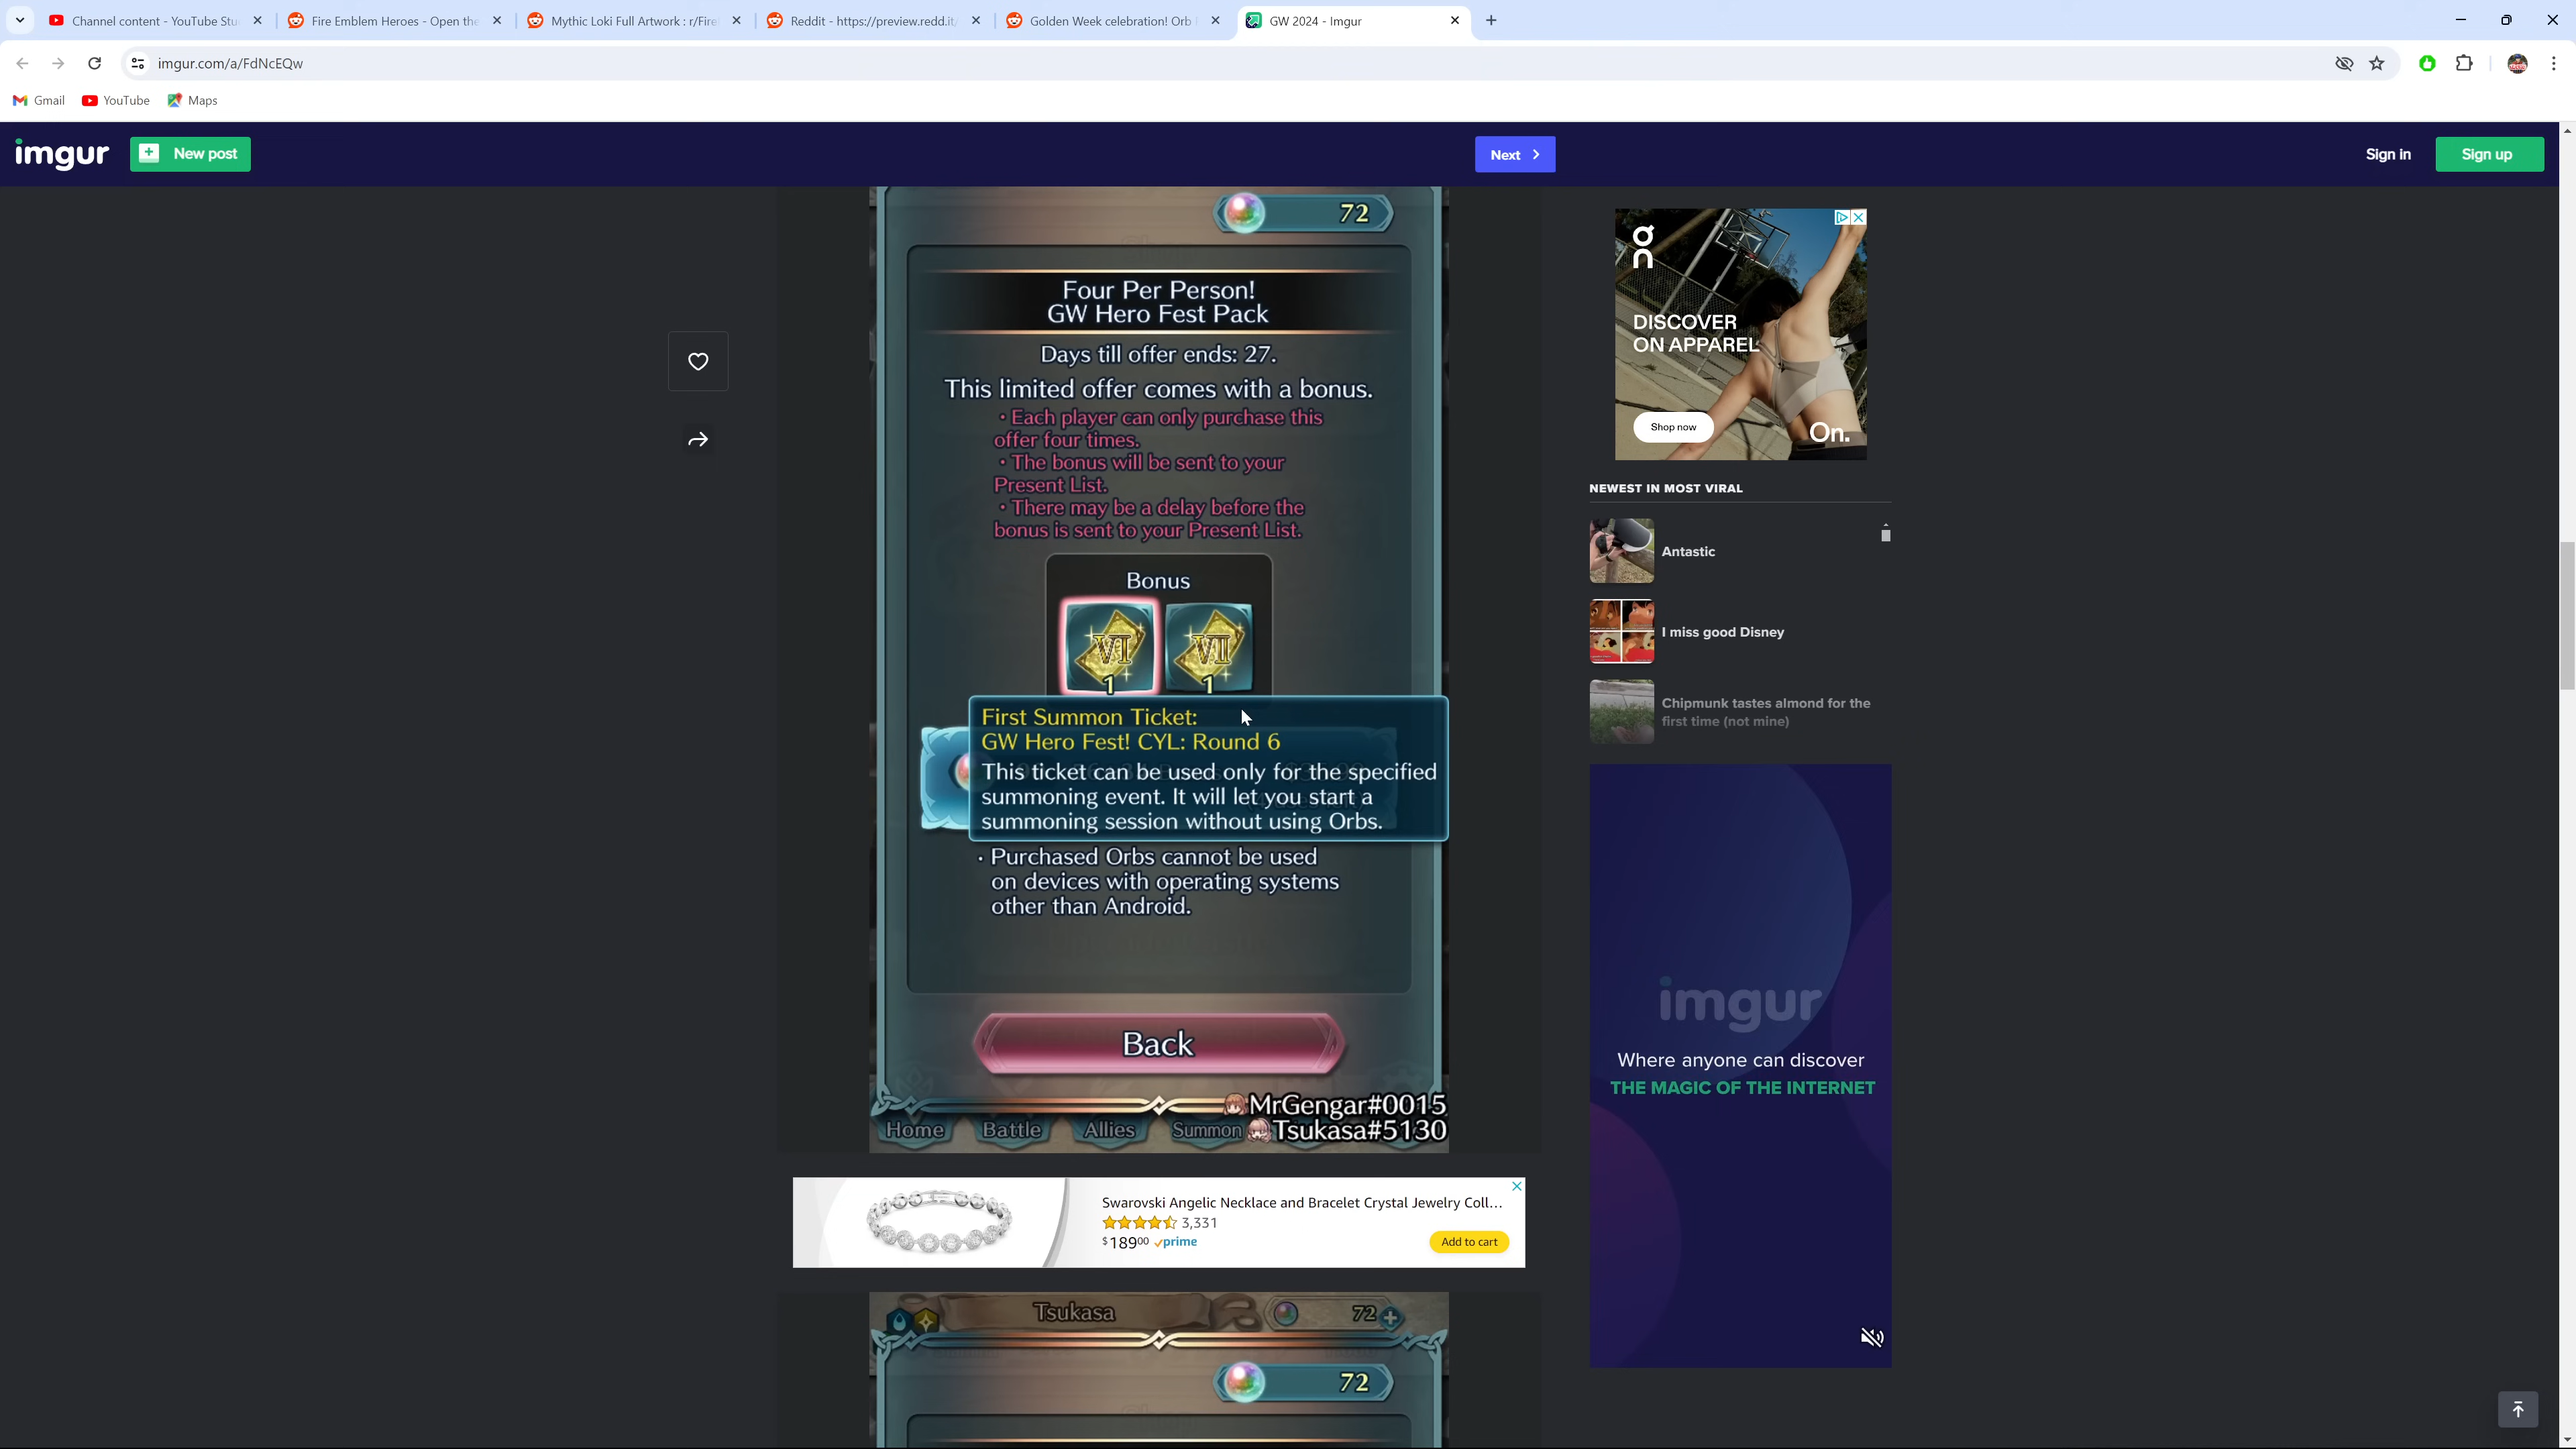 Channel content - YouTube Stu
Fire Emblem Heroes - Open the
Mythic Loki Full Artwork : r/Fire
Reddit - https://preview.redd.it/
Golden Week celebration! Orb
GW 2024 - Imgur
imgur.com/a/FdNcEQw
Gmail
YouTube
Maps
imgur
New post
Next
Sign in
Sign up
72
Four Per Person!
GW Hero Fest Pack
Days till offer ends: 27.
This limited offer comes with a bonus.
• Each player can only purchase this
offer four times.
• The bonus will be sent to your
Present List.
• There may be a delay before the
bonus is sent to your Present List.
Bonus
VI
VII
1
1
First Summon Ticket:
GW Hero Fest! CYL: Round 6
This ticket can be used only for the specified
summoning event. It will let you start a
summoning session without using Orbs.
• Purchased Orbs cannot be used
on devices with operating systems
other than Android.
Back
MrGengar#0015
Home
Battle
Allies
Summon
Tsukasa#5130
Swarovski Angelic Necklace and Bracelet Crystal Jewelry Coll...
3,331
$18900 prime
Add to cart
Tsukasa
72
72
On
DISCOVER
ON APPAREL
Shop now
On.
NEWEST IN MOST VIRAL
Antastic
I miss good Disney
Chipmunk tastes almond for the
first time (not mine)
imgur
Where anyone can discover
THE MAGIC OF THE INTERNET